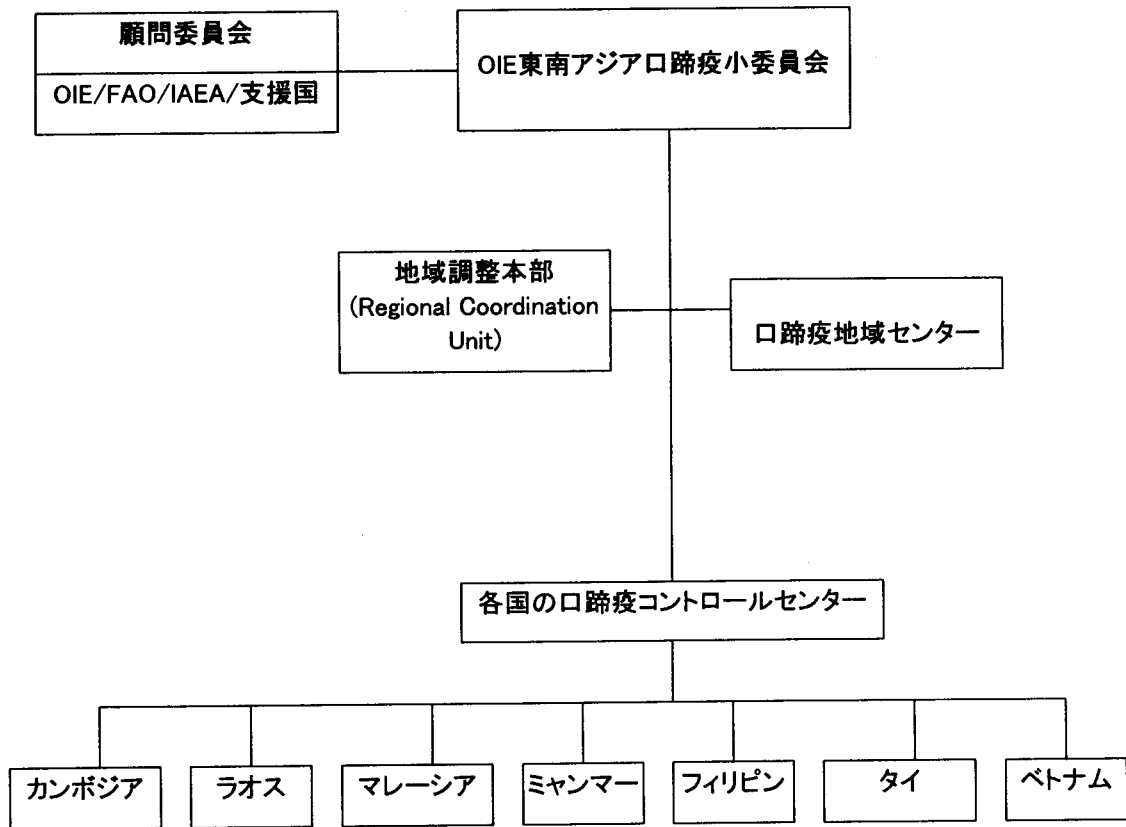 顧問委員会
OIE/FAO/IAEA/支援国
OIE東南アジア口蹄疫小委員会
地域調整本部
(Regional Coordination
Unit)
口蹄疫地域センター
各国の口蹄疫コントロールセンター
カンボジア
ラオス
マレーシア
ミャンマー
フィリピン
タイ
ベトナム